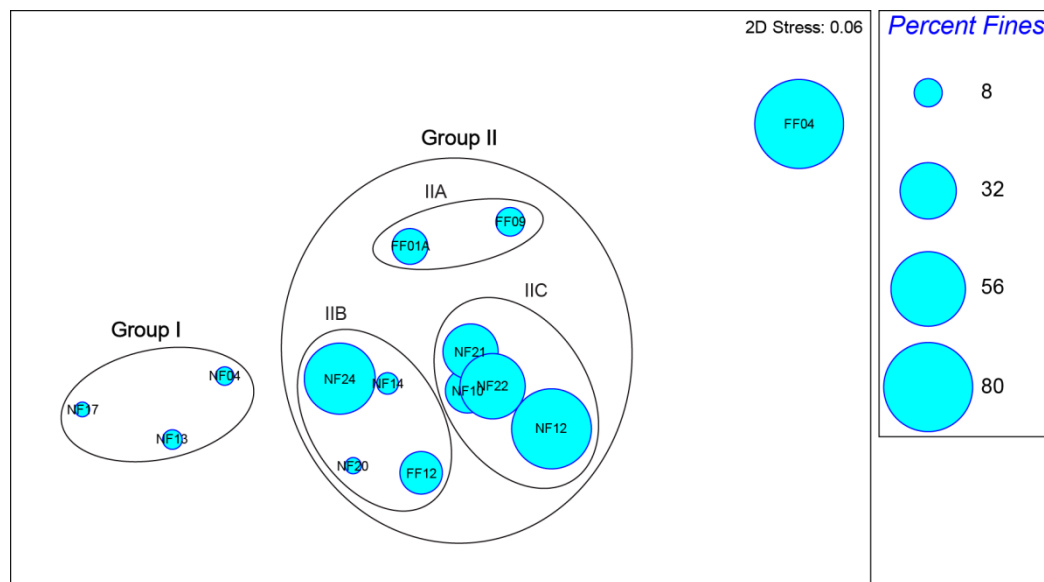 2D Stress: 0.06
Percent Fines
8
32
56
80
FF04
Group II
IIA
FF09
FF01A
IIC
IIB
Group I
NF21
NF04
NF24
NF14
NF10
NF22
NF17
NF12
NF13
NF20
FF12